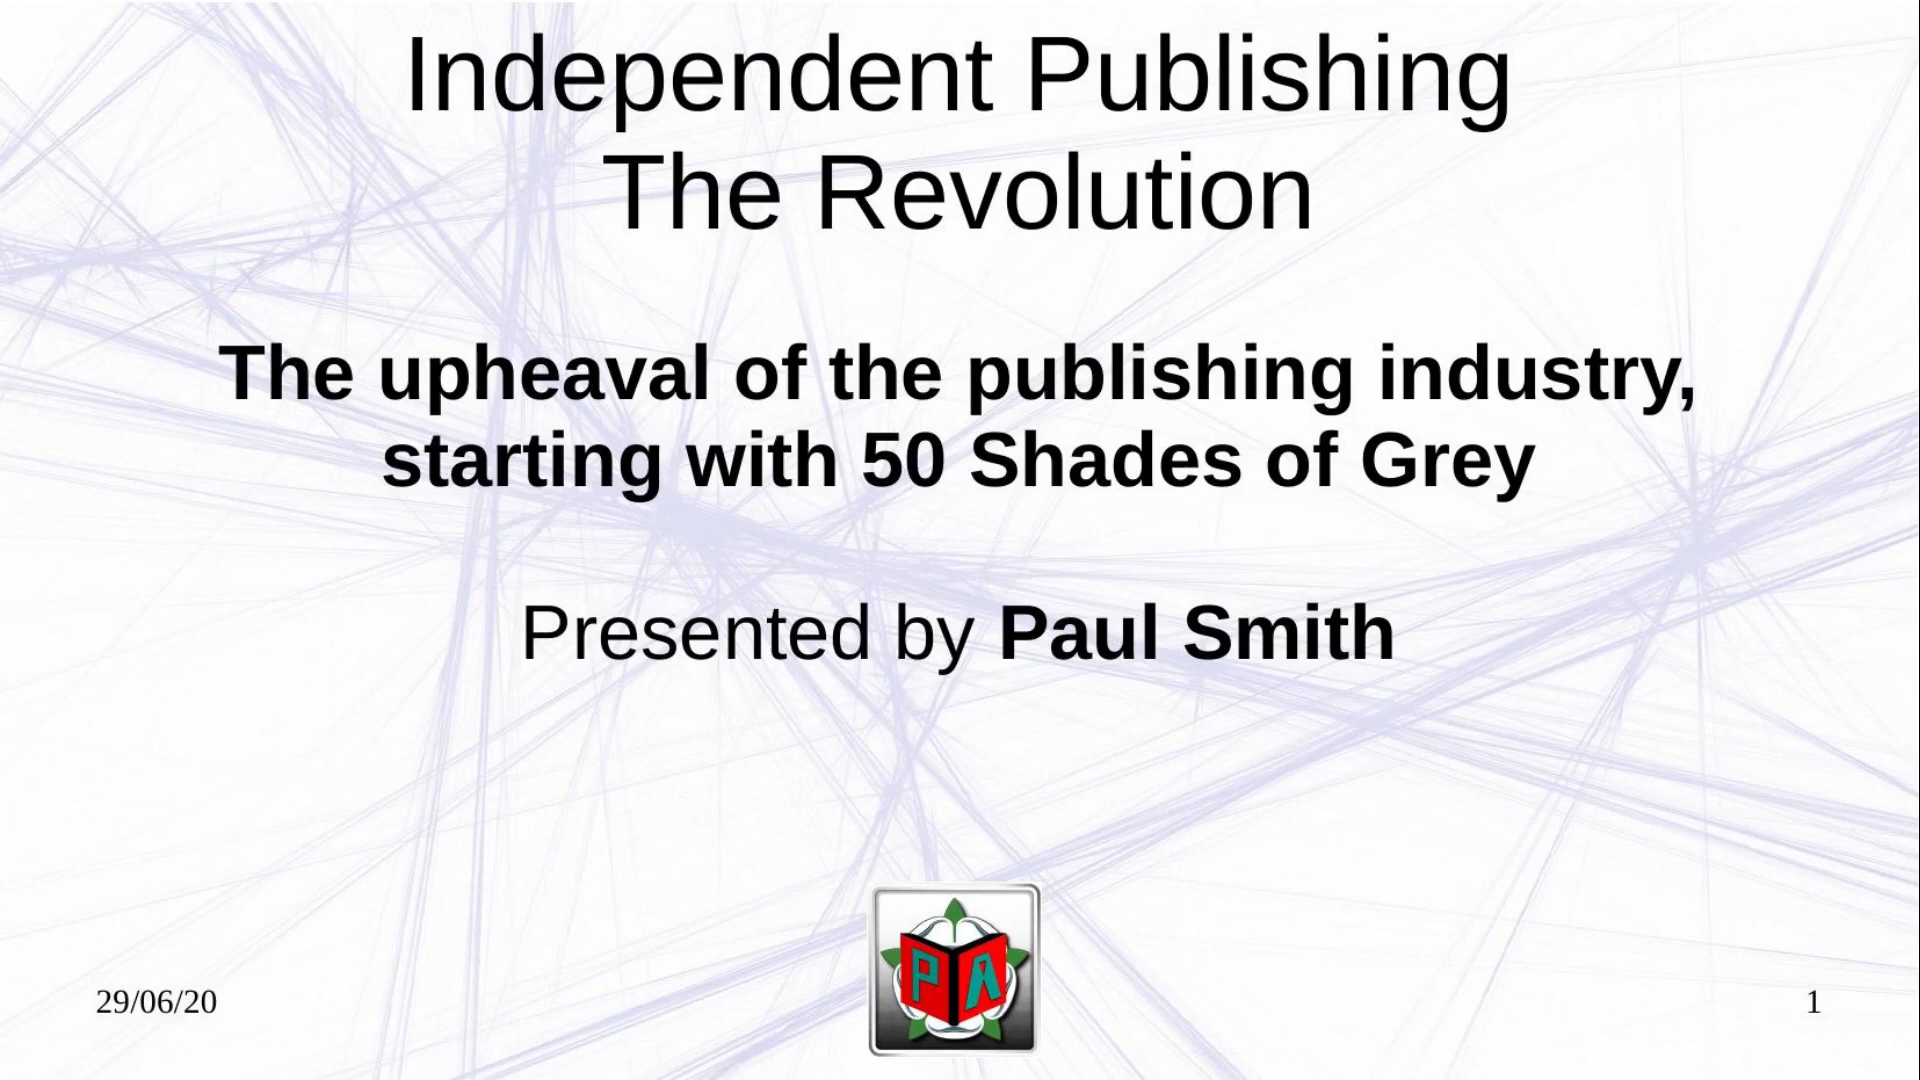 Independent Publishing
The Revolution
The upheaval of the publishing industry,
starting with 50 Shades of Grey
Presented by Paul Smith
P A
29/06/20
1